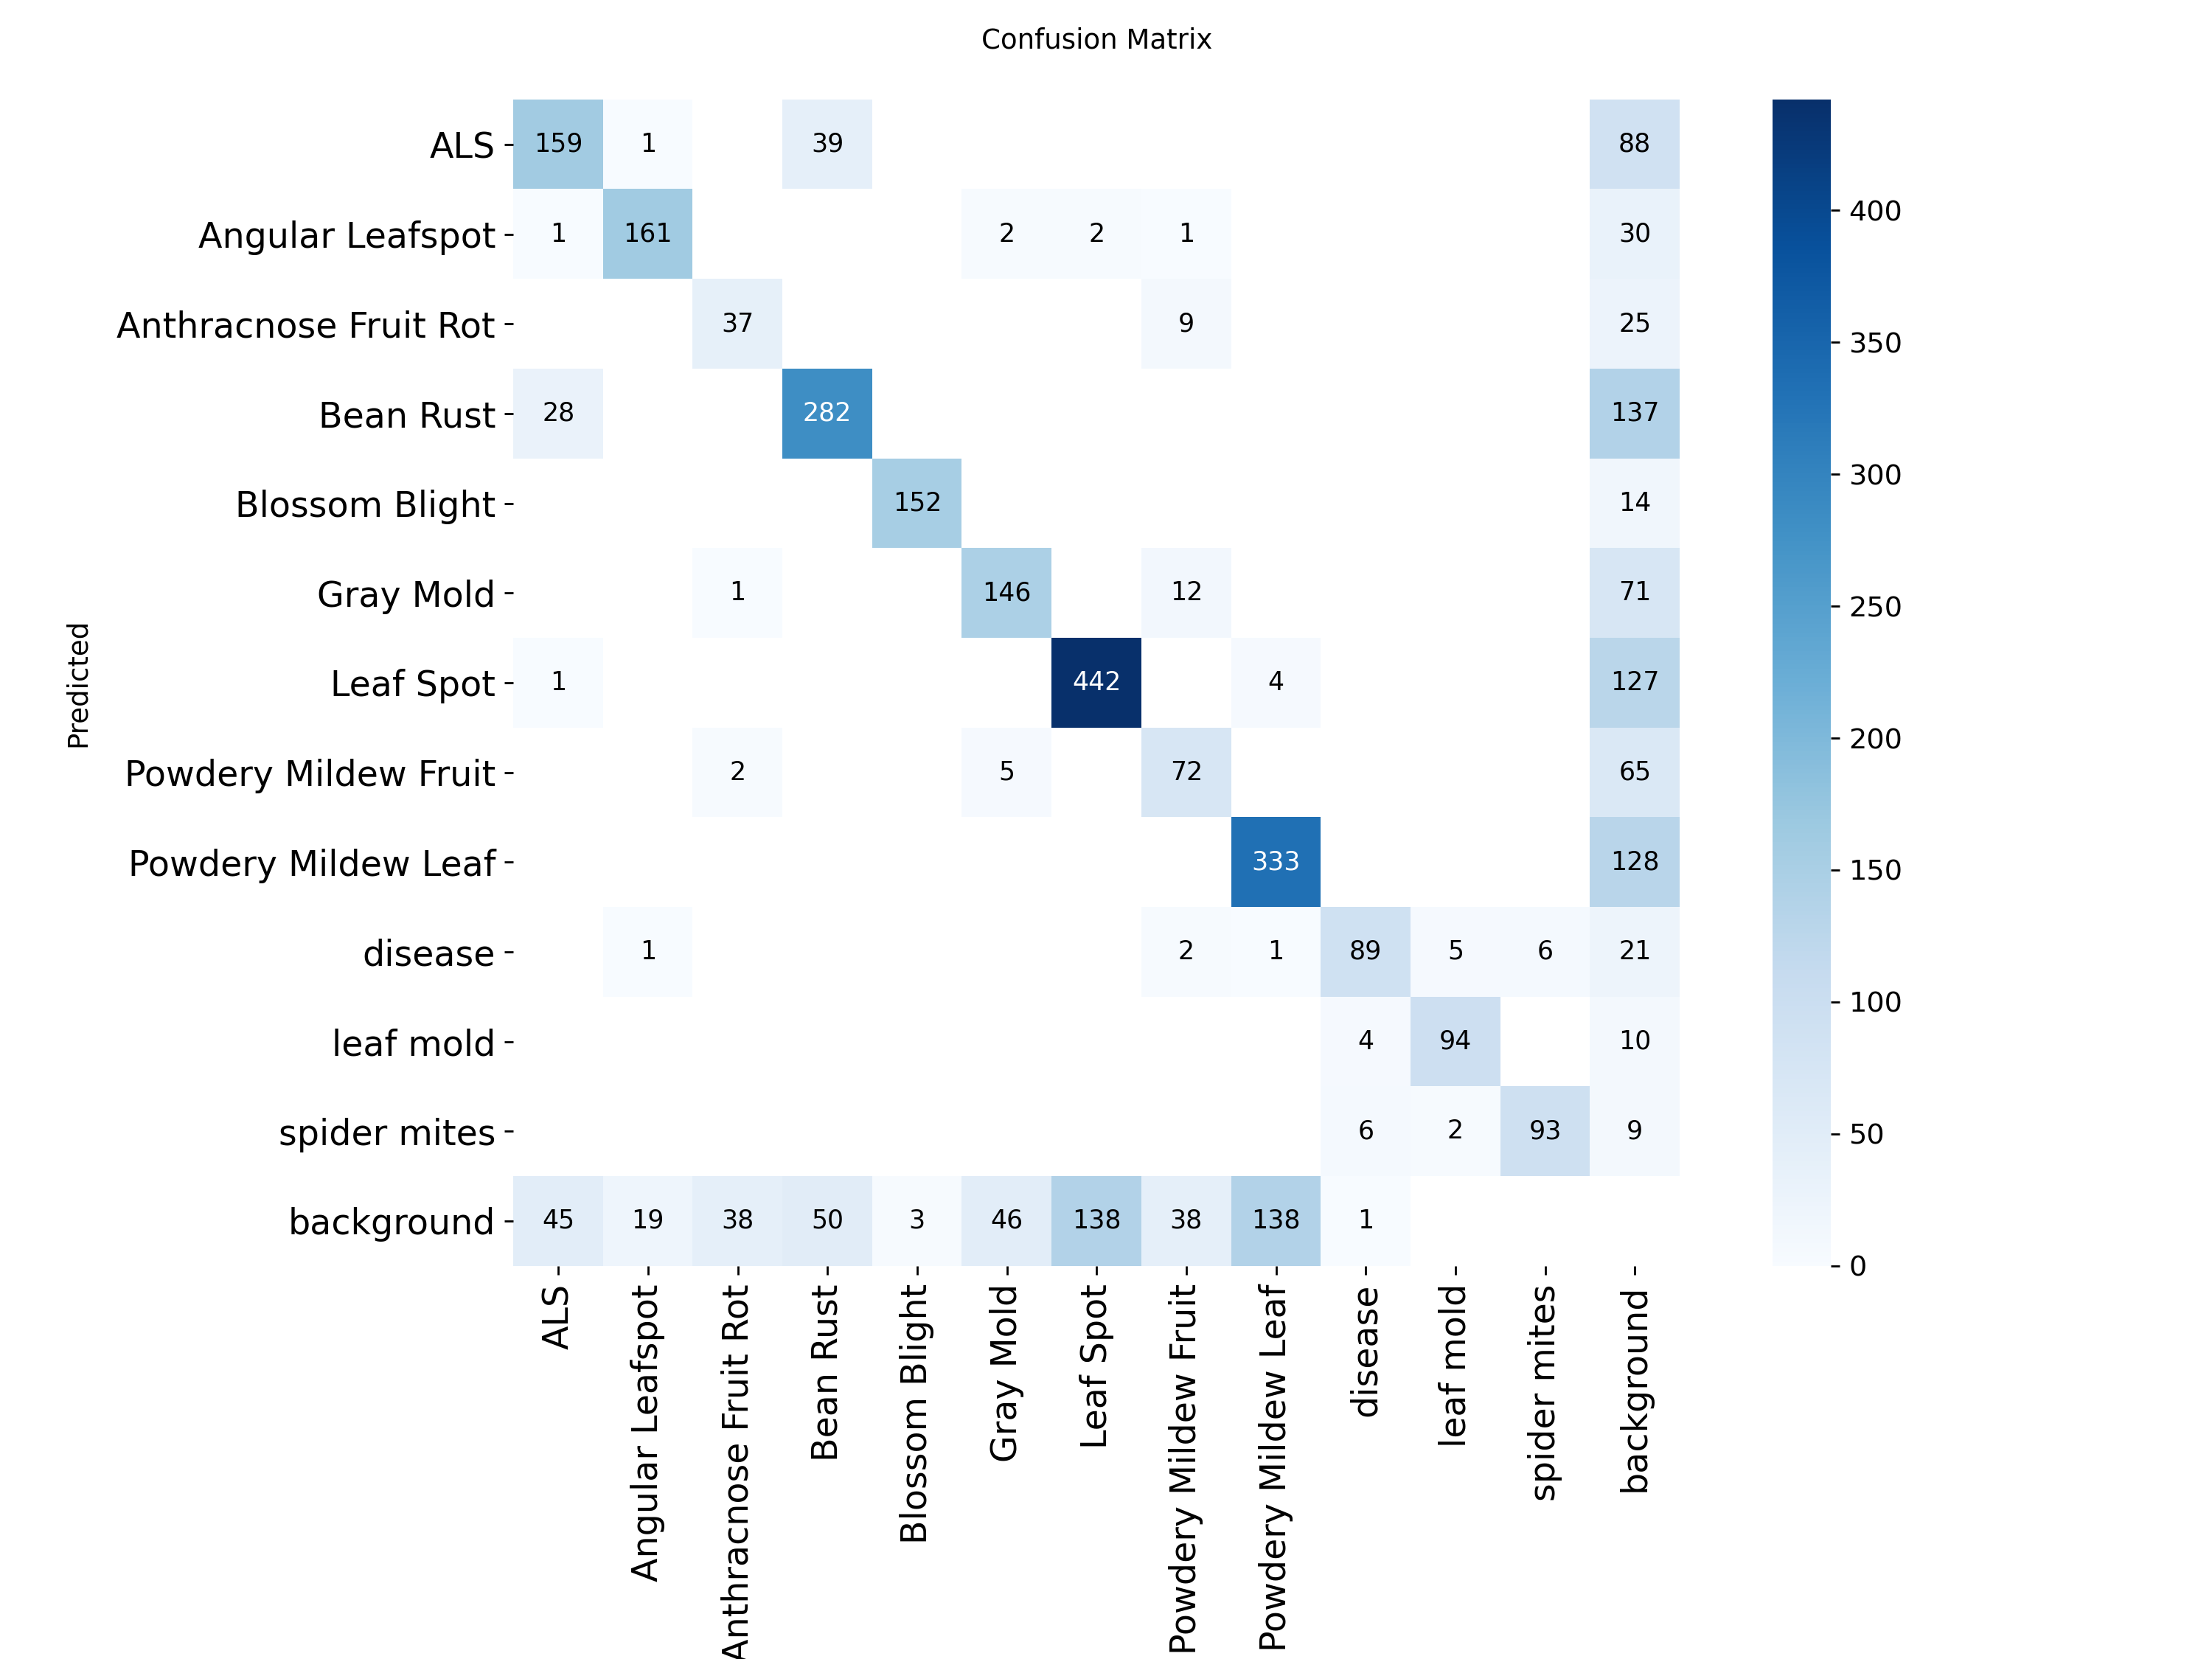 Confusion Matrix
ALS 159 1 39 88
Angular Leafspot 1 161 2 2 1 30
Anthracnose Fruit Rot 37 9 25
Bean Rust 28 282 137
Blossom Blight 152 14
Gray Mold 1 146 12 71
Leaf Spot 1 442 4 127
Powdery Mildew Fruit 2 5 72 65
Powdery Mildew Leaf 333 128
disease 1 2 1 89 5 6 21
leaf mold 4 94 10
spider mites 6 2 93 9
background 45 19 38 50 3 46 138 38 138 1
Predicted
ALS
Angular Leafspot
Anthracnose Fruit Rot
Bean Rust
Blossom Blight
Gray Mold
Leaf Spot
Powdery Mildew Fruit
Powdery Mildew Leaf
disease
leaf mold
spider mites
background
400
350
300
250
200
150
100
50
0